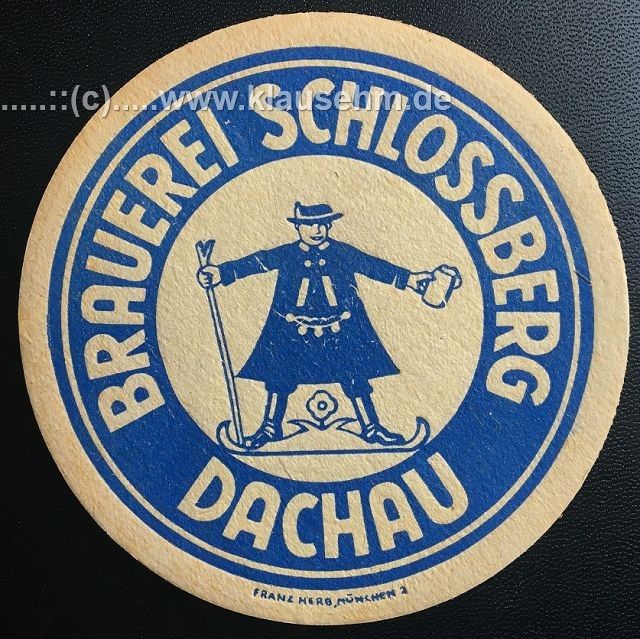 .....::(c).....www.klausehm.de
BRAUEREI SCHLOSSBERG
DACHAU
FRANZ HERB, MÜNCHEN 2